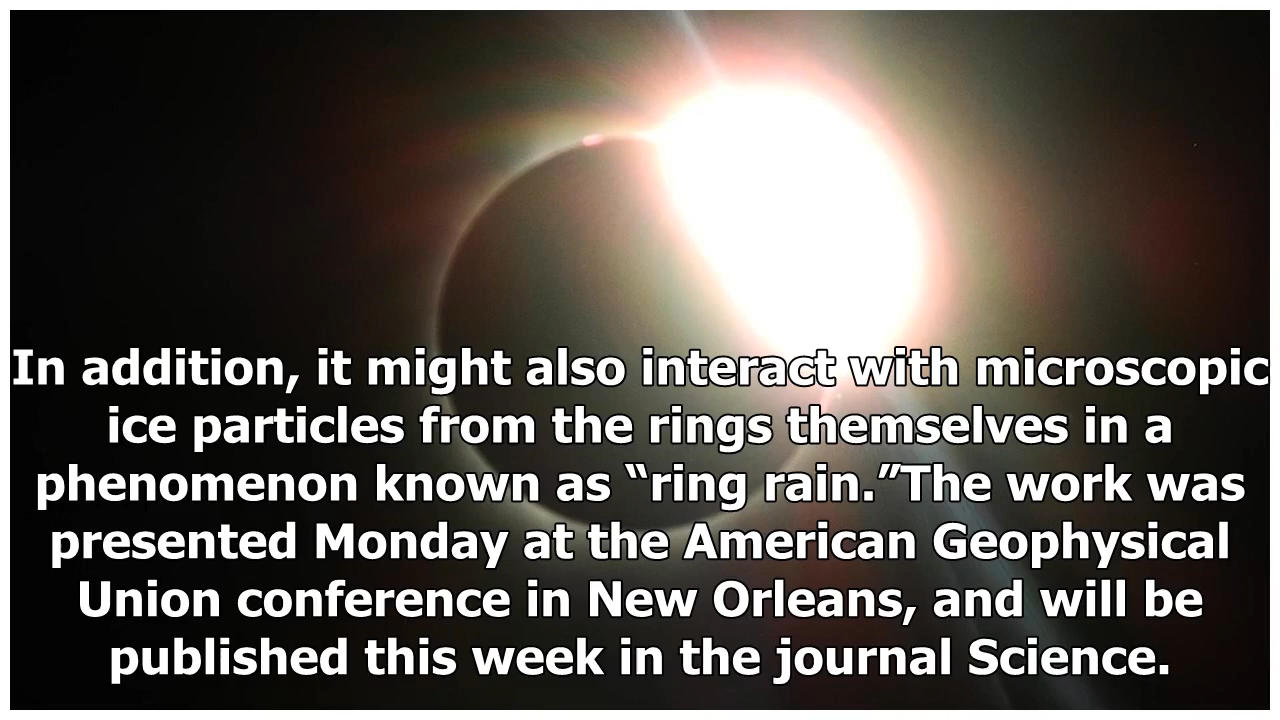 In addition, it might also interact with microscopic
ice particles from the rings themselves in a
phenomenon known as “ring rain.”The work was
presented Monday at the American Geophysical
Union conference in New Orleans, and will be
published this week in the journal Science.